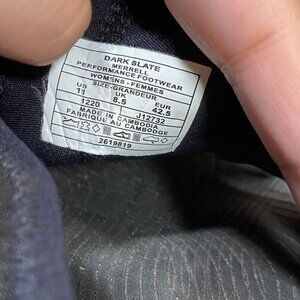 DARK SLATE
MERRELL
PERFORMANCE FOOTWEAR
WOMENS - FEMMES
SIZE-GRANDEUR
US UK EUR
11 8.5 42.5
1220 J12732
MADE IN CAMBODIA
FABRIQUE AU CAMBODGE
2619819